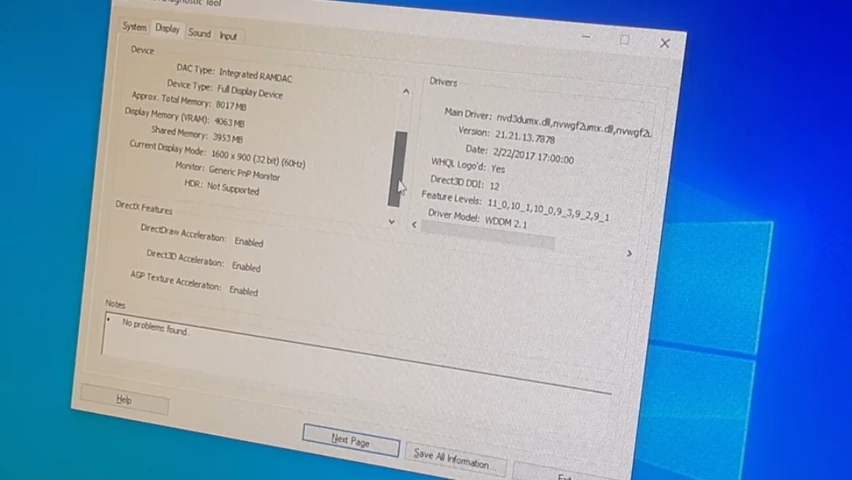 Diagnostic Tool
System Display Sound Input
Device
DAC Type: Integrated RAMDAC
Device Type: Full Display Device
Approx. Total Memory: 8017 MB
Display Memory (VRAM): 4063 MB
Shared Memory: 3953 MB
Current Display Mode: 1600 x 900 (32 bit) (60Hz)
Monitor: Generic PnP Monitor
HDR: Not Supported
Drivers
Main Driver: nvd3dumx.dll,nvwgf2umx.dll,nvwgf2u
Version: 21.21.13.7878
Date: 2/22/2017 17:00:00
WHQL Logo'd: Yes
Direct3D DDI: 12
Feature Levels: 11_0,10_1,10_0,9_3,9_2,9_1
Driver Model: WDDM 2.1
DirectX Features
DirectDraw Acceleration: Enabled
Direct3D Acceleration: Enabled
AGP Texture Acceleration: Enabled
Notes
• No problems found.
Help
Next Page
Save All Information...